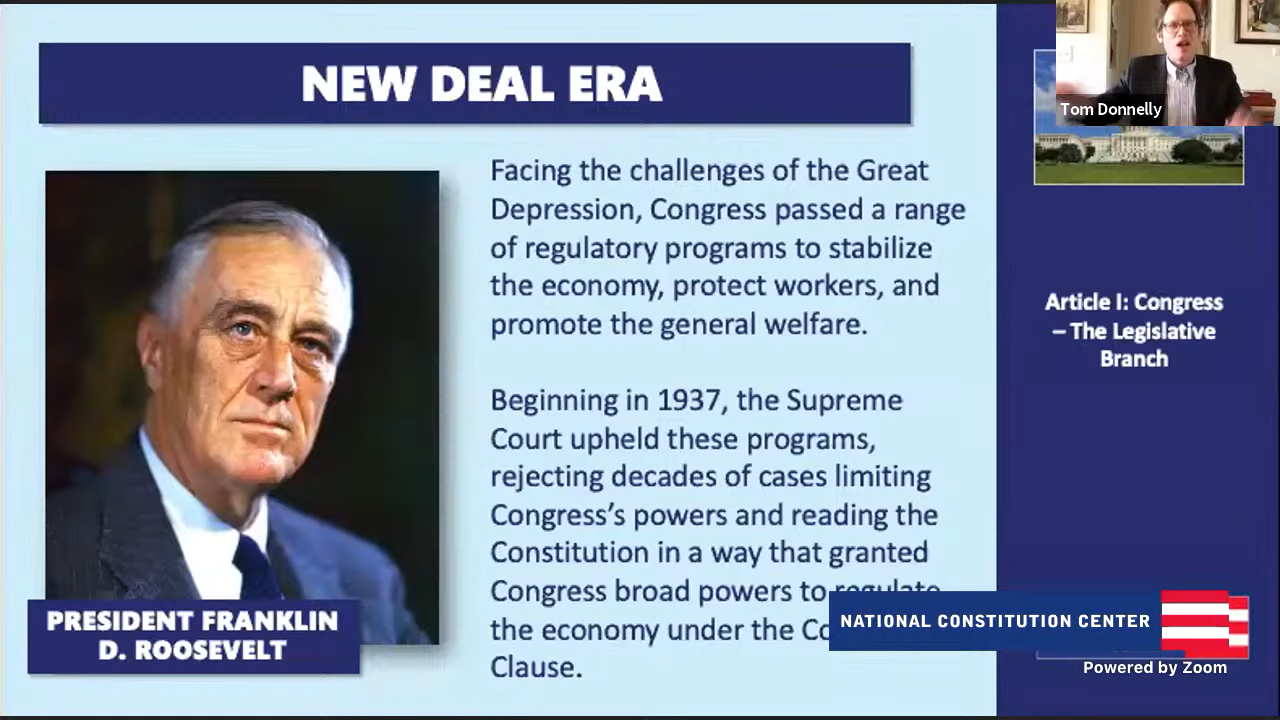 NEW DEAL ERA
Tom Donnelly
Facing the challenges of the Great
Depression, Congress passed a range
of regulatory programs to stabilize
the economy, protect workers, and
promote the general welfare.
Beginning in 1937, the Supreme
Court upheld these programs,
rejecting decades of cases limiting
Congress’s powers and reading the
Constitution in a way that granted
Congress broad powers to regulate
the economy under the Co
Clause.
PRESIDENT FRANKLIN
D. ROOSEVELT
Article I: Congress
– The Legislative
Branch
NATIONAL CONSTITUTION CENTER
Powered by Zoom